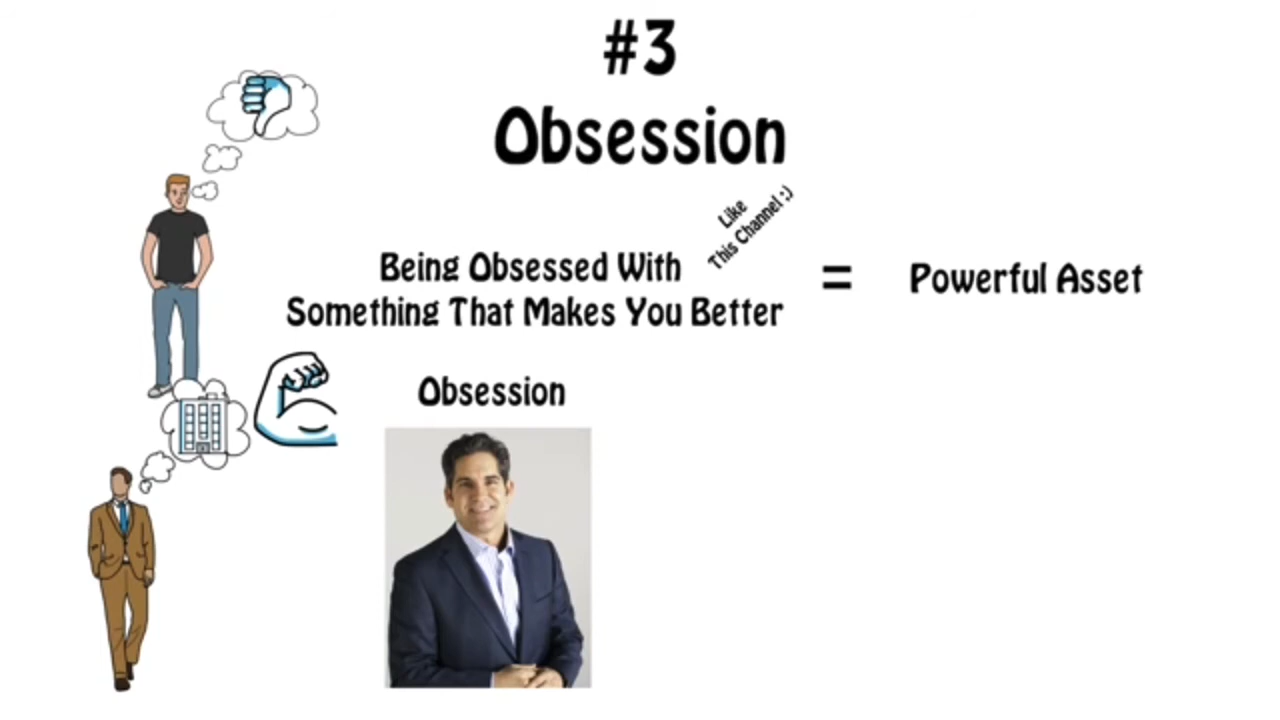 #3
Obsession
Like
This Channel :)
Being Obsessed With
Something That Makes You Better
=
Powerful Asset
Obsession